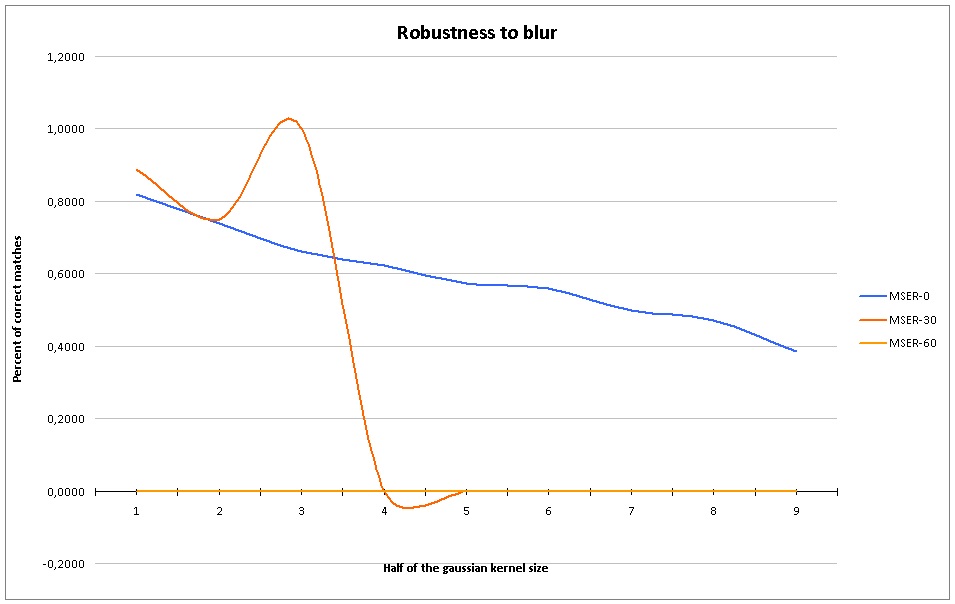 Robustness to blur
1,2000
1,0000
0,8000
0,6000
0,4000
0,2000
0,0000
-0,2000
Percent of correct matches
1 2 3 4 5 6 7 8 9
Half of the gaussian kernel size
MSER-0
MSER-30
MSER-60